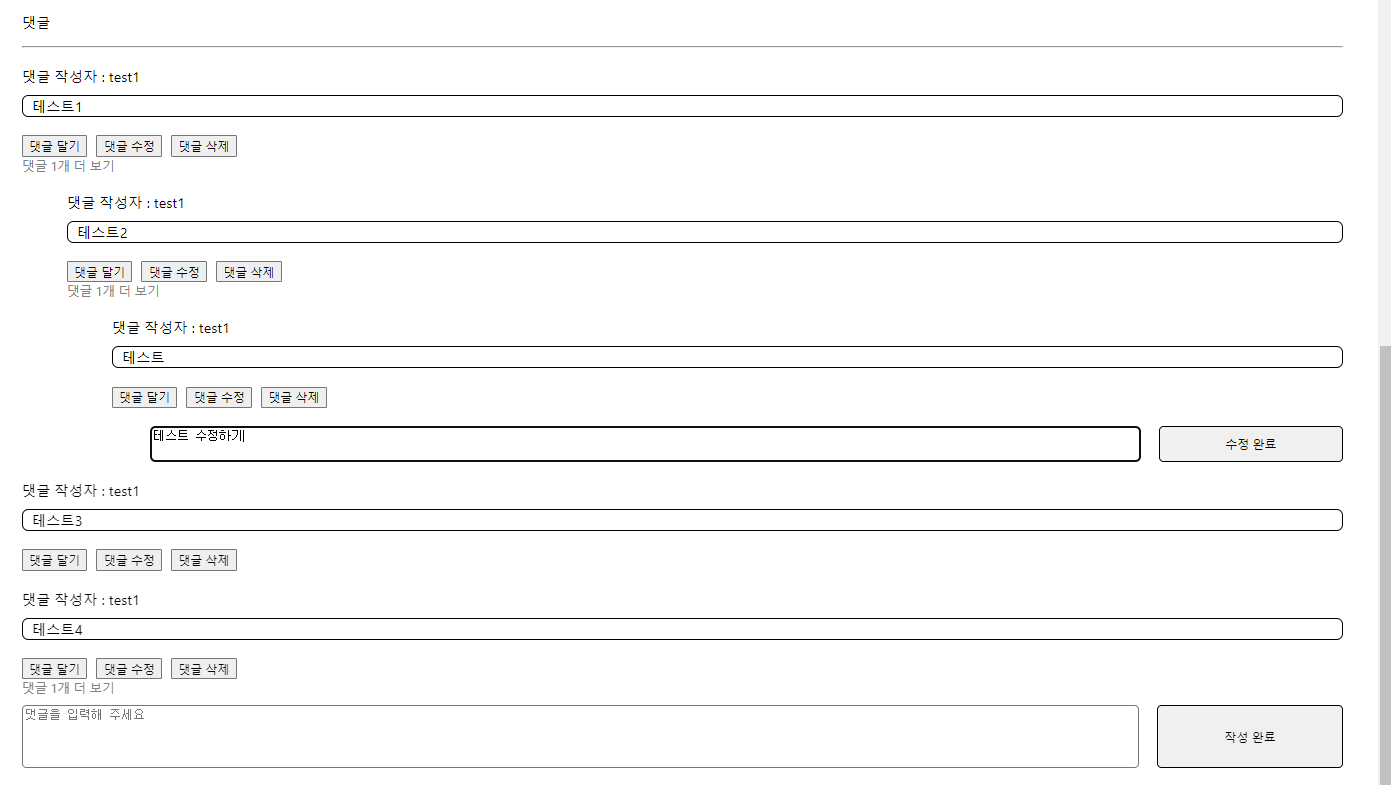 댓글
댓글 작성자 : test1
테스트1
댓글 달기 댓글 수정 댓글 삭제
댓글 1개 더 보기
댓글 작성자 : test1
테스트2
댓글 달기 댓글 수정 댓글 삭제
댓글 1개 더 보기
댓글 작성자 : test1
테스트
댓글 달기 댓글 수정 댓글 삭제
테스트 수정하기 수정 완료
댓글 작성자 : test1
테스트3
댓글 달기 댓글 수정 댓글 삭제
댓글 작성자 : test1
테스트4
댓글 달기 댓글 수정 댓글 삭제
댓글 1개 더 보기
댓글을 입력해 주세요 작성 완료